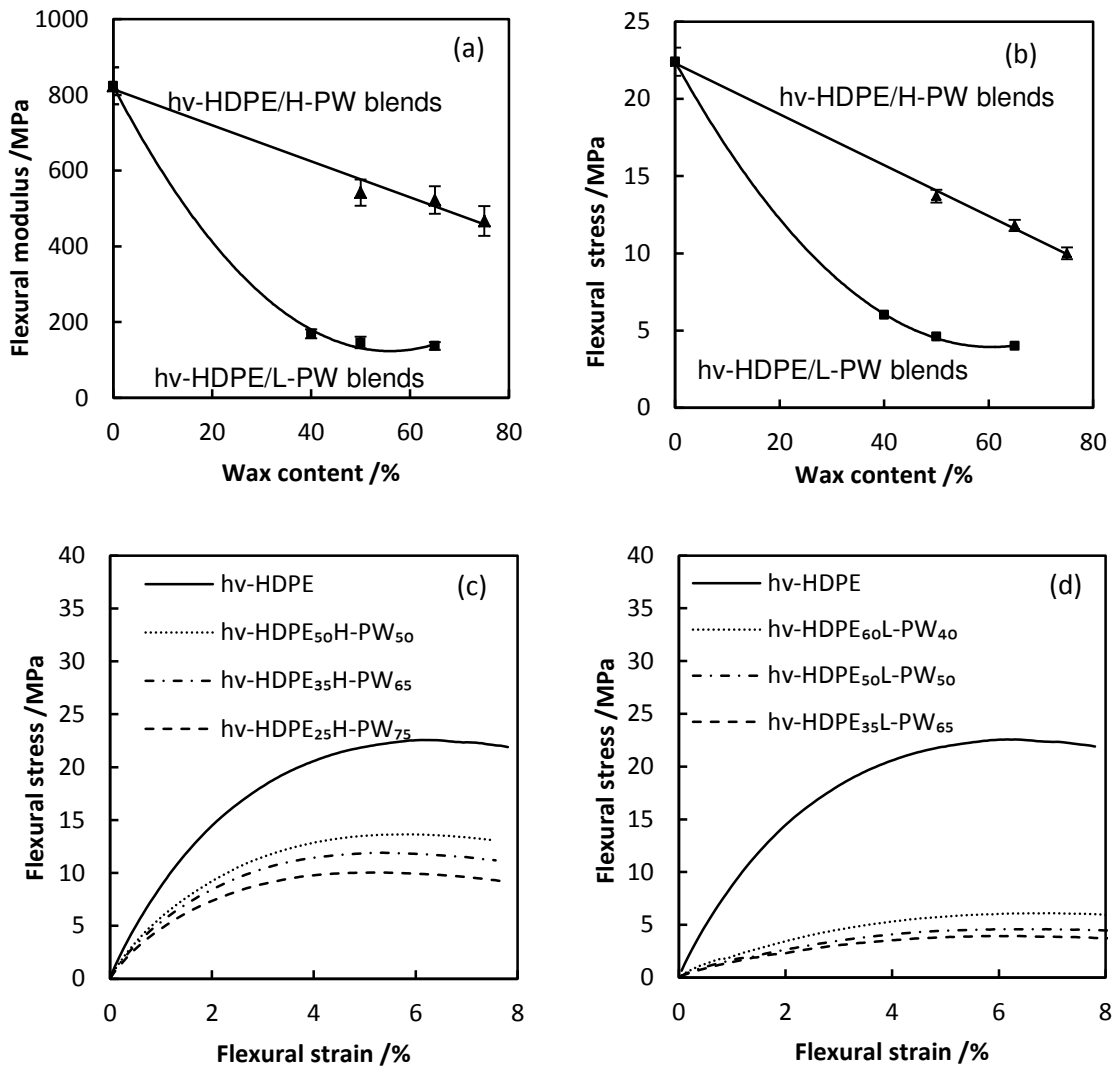 (a)
Flexural modulus /MPa
1000
800
600
400
200
0
hv-HDPE/H-PW blends
hv-HDPE/L-PW blends
0 20 40 60 80
Wax content /%
(b)
Flexural stress /MPa
25
20
15
10
5
0
hv-HDPE/H-PW blends
hv-HDPE/L-PW blends
0 20 40 60 80
Wax content /%
(c)
Flexural stress /MPa
40
35
30
25
20
15
10
5
0
hv-HDPE
hv-HDPE₅₀H-PW₅₀
hv-HDPE₃₅H-PW₆₅
hv-HDPE₂₅H-PW₇₅
0 2 4 6 8
Flexural strain /%
(d)
Flexural stress /MPa
40
35
30
25
20
15
10
5
0
hv-HDPE
hv-HDPE₆₀L-PW₄₀
hv-HDPE₅₀L-PW₅₀
hv-HDPE₃₅L-PW₆₅
0 2 4 6 8
Flexural strain /%